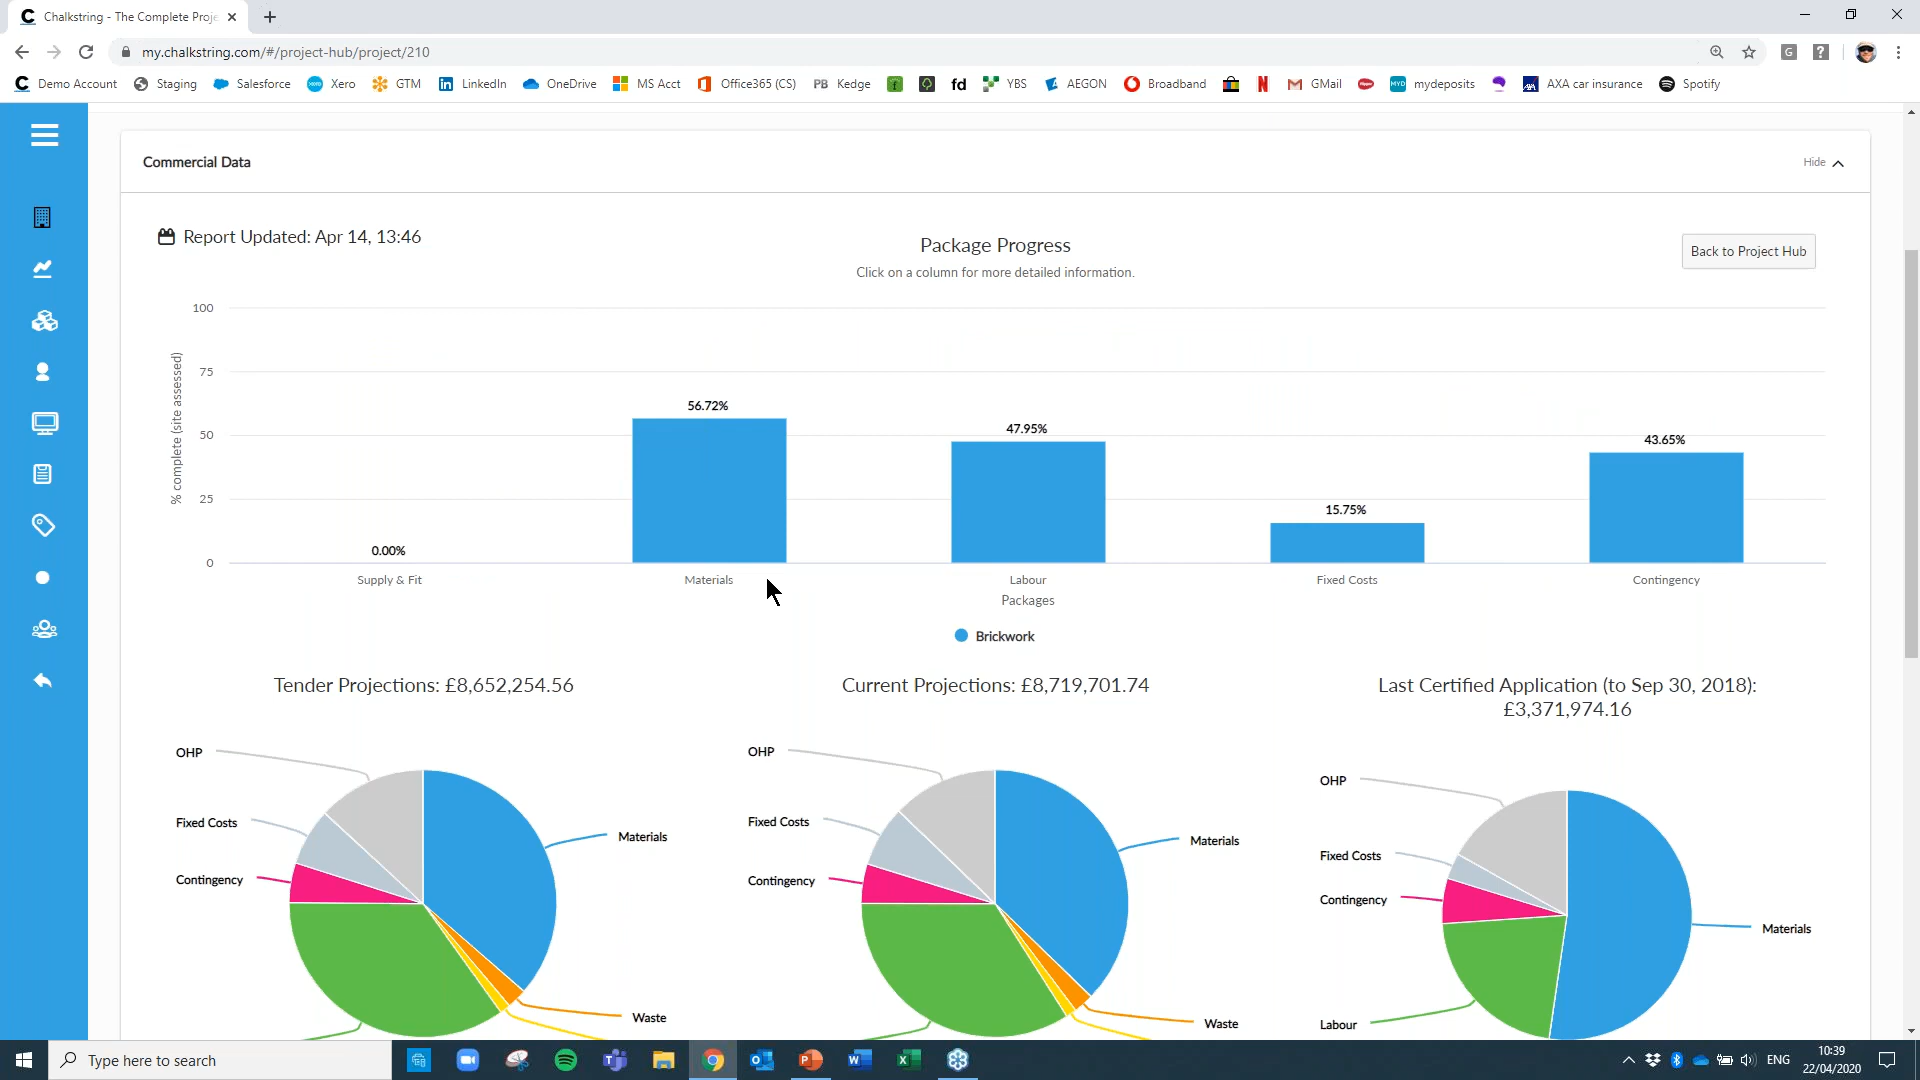 Chalkstring - The Complete Proje
my.chalkstring.com/#/project-hub/project/210
Demo Account Staging Salesforce Xero GTM LinkedIn OneDrive MS Acct Office365 (CS) PB Kedge fd YBS AEGON Broadband GMail MYD mydeposits AXA car insurance Spotify
Commercial Data
Hide
Report Updated: Apr 14, 13:46
Package Progress
Back to Project Hub
Click on a column for more detailed information.
% complete (site assessed)
100
75
50
25
0
0.00%
56.72%
47.95%
15.75%
43.65%
Supply & Fit Materials Labour Fixed Costs Contingency
Packages
Brickwork
Tender Projections: £8,652,254.56
OHP
Fixed Costs
Contingency
Materials
Waste
Current Projections: £8,719,701.74
OHP
Fixed Costs
Contingency
Materials
Waste
Last Certified Application (to Sep 30, 2018):
£3,371,974.16
OHP
Fixed Costs
Contingency
Labour
Materials
Type here to search
ENG
10:39
22/04/2020